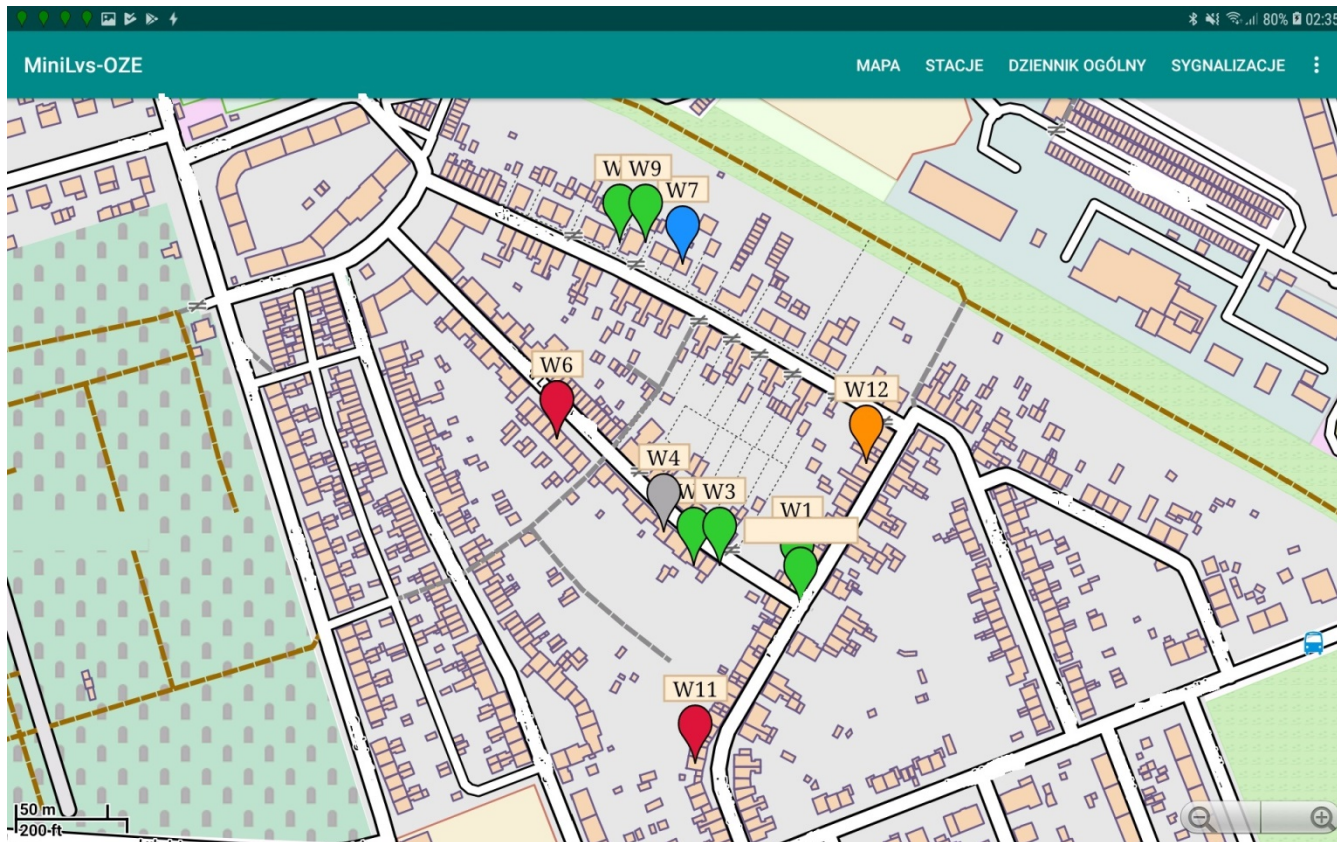 80% 02:35
MiniLvs-OZE MAPA STACJE DZIENNIK OGÓLNY SYGNALIZACJE
W9
W7
W6
W12
W4
W3
W1
W11
50 m
200 ft